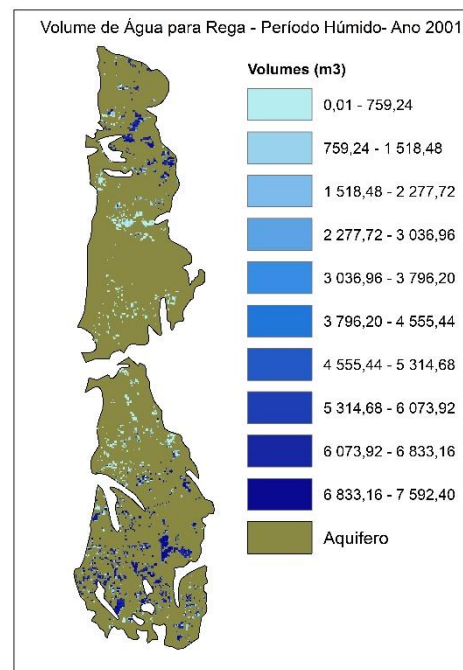 Volume de Água para Rega - Período Húmido- Ano 2001
Volumes (m3)
0,01 - 759,24
759,24 - 1 518,48
1 518,48 - 2 277,72
2 277,72 - 3 036,96
3 036,96 - 3 796,20
3 796,20 - 4 555,44
4 555,44 - 5 314,68
5 314,68 - 6 073,92
6 073,92 - 6 833,16
6 833,16 - 7 592,40
Aquifero